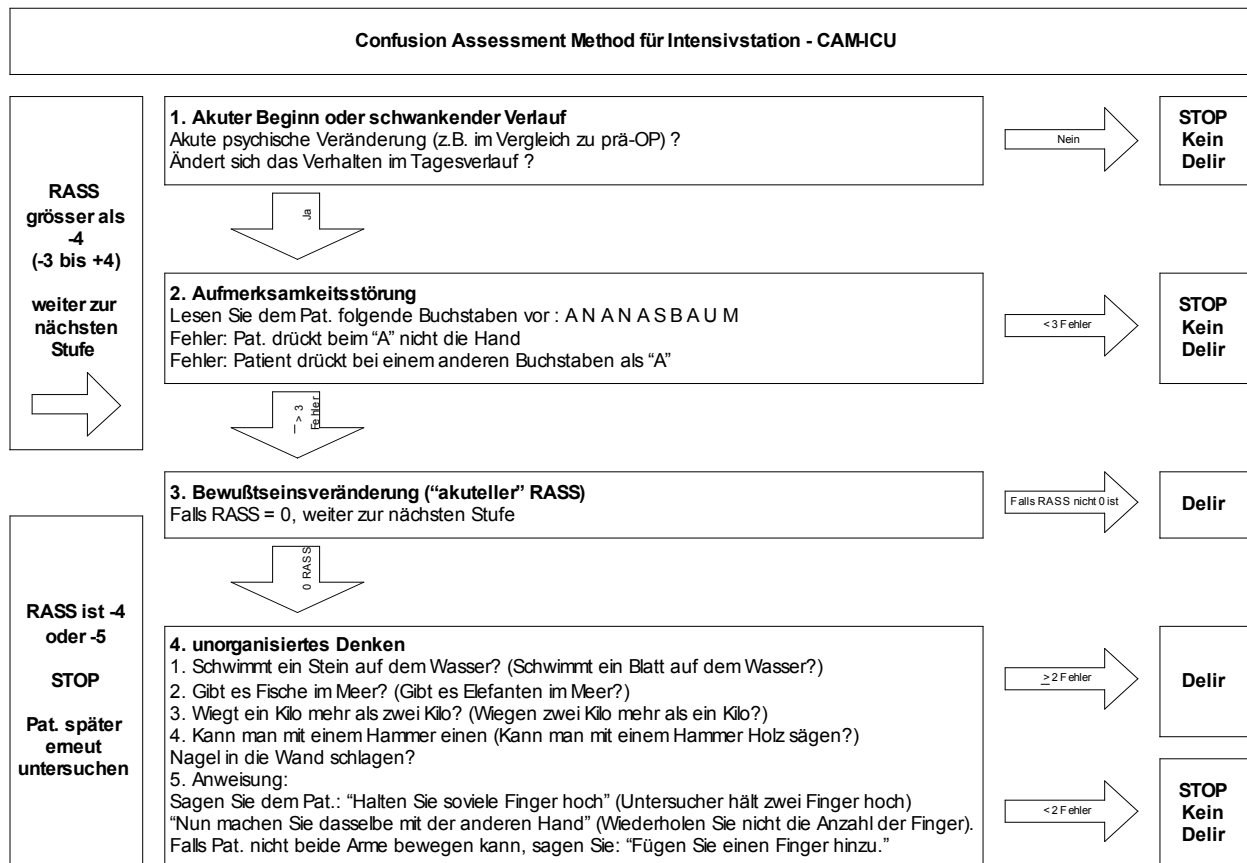 Confusion Assessment Method für Intensivstation - CAM-ICU
RASS
grösser als
-4
(-3 bis +4)
weiter zur
nächsten
Stufe
1. Akuter Beginn oder schwankender Verlauf
Akute psychische Veränderung (z.B. im Vergleich zu prä-OP) ?
Ändert sich das Verhalten im Tagesverlauf ?
Nein
STOP
Kein
Delir
Ja
2. Aufmerksamkeitsstörung
Lesen Sie dem Pat. folgende Buchstaben vor : A N A N A S B A U M
Fehler: Pat. drückt beim “A” nicht die Hand
Fehler: Patient drückt bei einem anderen Buchstaben als “A”
< 3 Fehler
STOP
Kein
Delir
> 3
Fehler
3. Bewußtseinsveränderung (“akuteller” RASS)
Falls RASS = 0, weiter zur nächsten Stufe
Falls RASS nicht 0 ist
Delir
0 RASS
RASS ist -4
oder -5
STOP
Pat. später
erneut
untersuchen
4. unorganisiertes Denken
1. Schwimmt ein Stein auf dem Wasser? (Schwimmt ein Blatt auf dem Wasser?)
2. Gibt es Fische im Meer? (Gibt es Elefanten im Meer?)
3. Wiegt ein Kilo mehr als zwei Kilo? (Wiegen zwei Kilo mehr als ein Kilo?)
4. Kann man mit einem Hammer einen (Kann man mit einem Hammer Holz sägen?)
Nagel in die Wand schlagen?
5. Anweisung:
Sagen Sie dem Pat.: “Halten Sie soviele Finger hoch” (Untersucher hält zwei Finger hoch)
“Nun machen Sie dasselbe mit der anderen Hand” (Wiederholen Sie nicht die Anzahl der Finger).
Falls Pat. nicht beide Arme bewegen kann, sagen Sie: “Fügen Sie einen Finger hinzu.”
> 2 Fehler
Delir
< 2 Fehler
STOP
Kein
Delir